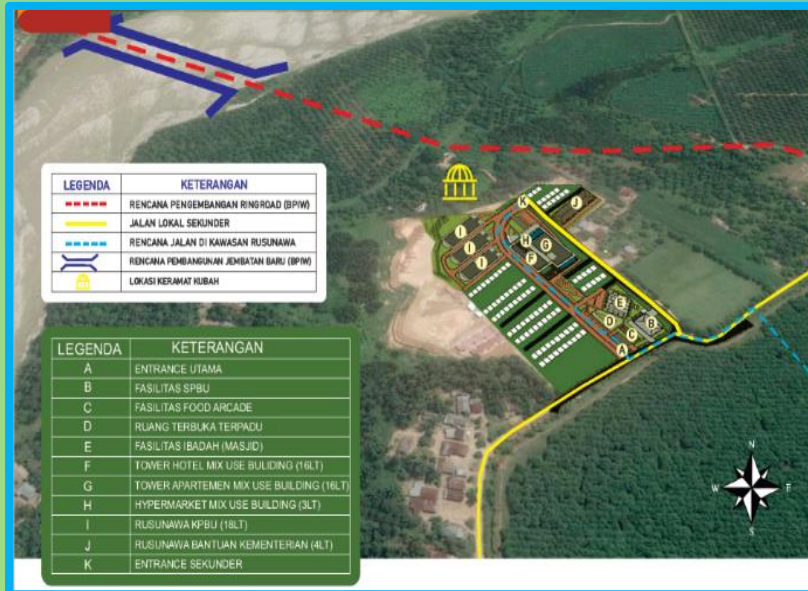 LEGENDA KETERANGAN
RENCANA PENGEMBANGAN RINGROAD (BPIW)
JALAN LOKAL SEKUNDER
RENCANA JALAN DI KAWASAN RUSUNAWA
RENCANA PEMBANGUNAN JEMBATAN BARU (BPIW)
LOKASI KERAMAT KUBAH
LEGENDA KETERANGAN
A ENTRANCE UTAMA
B FASILITAS SPBU
C FASILITAS FOOD ARCADE
D RUANG TERBUKA TERPADU
E FASILITAS IBADAH (MASJID)
F TOWER HOTEL MIX USE BULIDING (16LT)
G TOWER APARTEMEN MIX USE BUILDING (16LT)
H HYPERMARKET MIX USE BUILDING (3LT)
I RUSUNAWA KPBU (18LT)
J RUSUNAWA BANTUAN KEMENTERIAN (4LT)
K ENTRANCE SEKUNDER
K
J
I
H
G
I
F
I
E
D
B
C
A
N
W
S